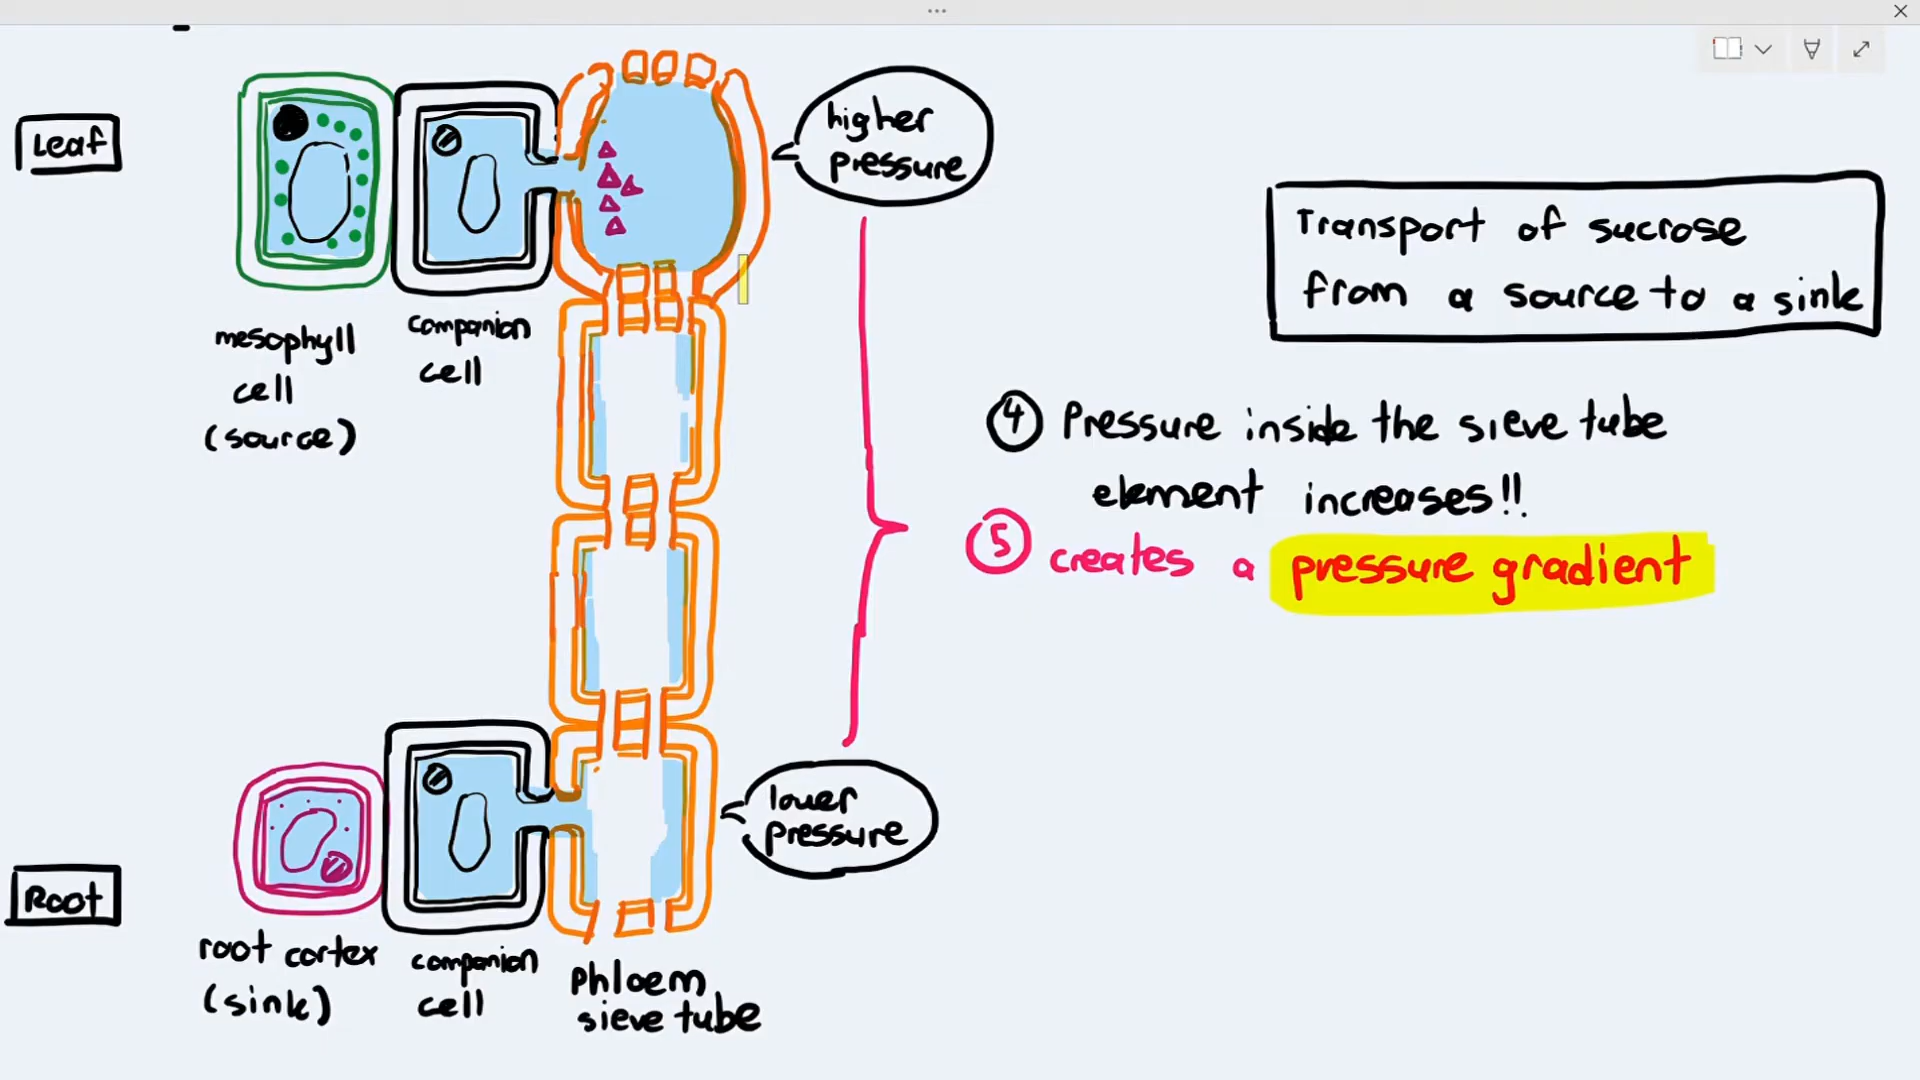 Leaf
higher
pressure
Transport of sucrose
from a source to a sink
mesophyll
cell
(source)
companion
cell
④ Pressure inside the sieve tube
element increases!!
⑤ creates a pressure gradient
lower
pressure
Root
root cortex
(sink)
companion
cell
Phloem
sieve tube